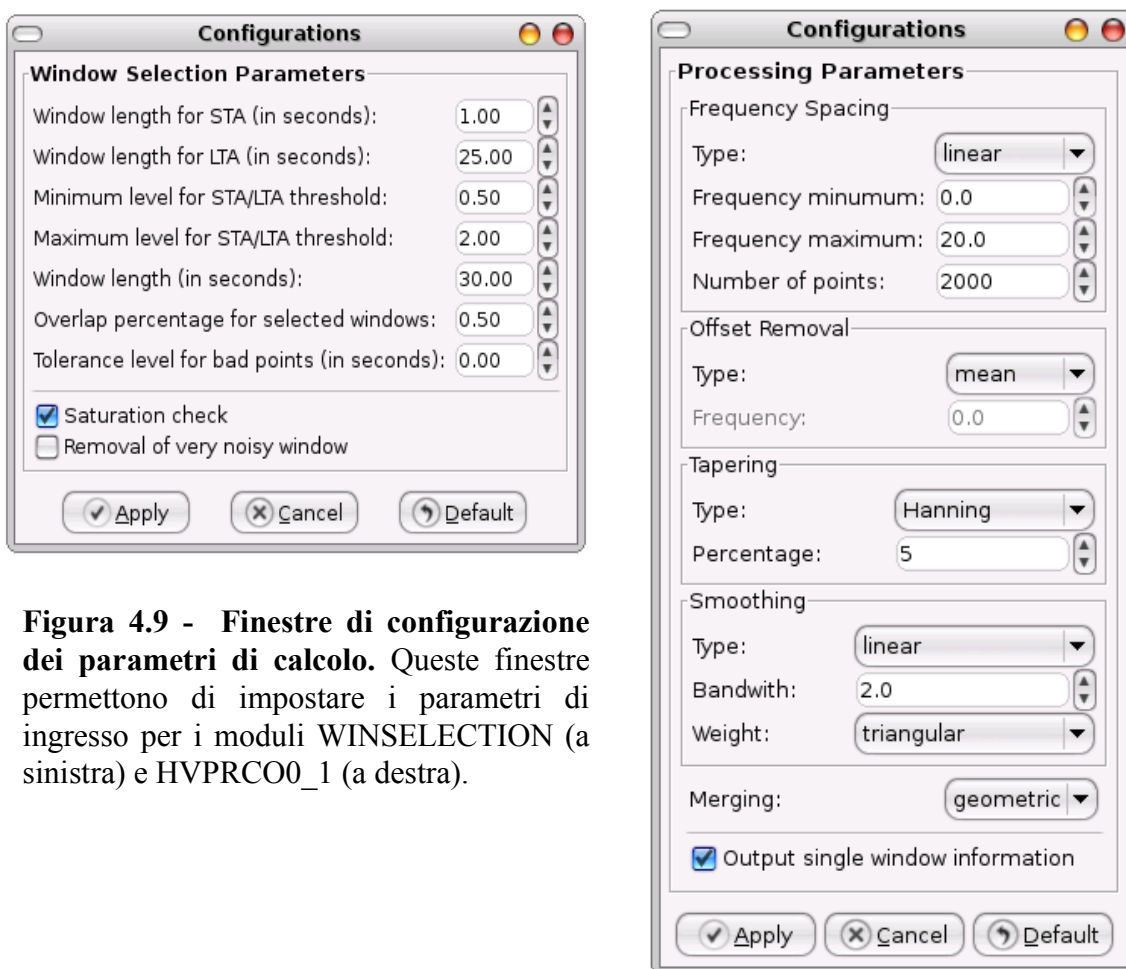 Configurations
Window Selection Parameters
Window length for STA (in seconds): 1.00
Window length for LTA (in seconds): 25.00
Minimum level for STA/LTA threshold: 0.50
Maximum level for STA/LTA threshold: 2.00
Window length (in seconds): 30.00
Overlap percentage for selected windows: 0.50
Tolerance level for bad points (in seconds): 0.00
Saturation check
Removal of very noisy window
Apply Cancel Default
Figura 4.9 - Finestre di configurazione
dei parametri di calcolo. Queste finestre
permettono di impostare i parametri di
ingresso per i moduli WINSELECTION (a
sinistra) e HVPRCO0_1 (a destra).
Configurations
Processing Parameters
Frequency Spacing
Type: linear
Frequency minumum: 0.0
Frequency maximum: 20.0
Number of points: 2000
Offset Removal
Type: mean
Frequency: 0.0
Tapering
Type: Hanning
Percentage: 5
Smoothing
Type: linear
Bandwith: 2.0
Weight: triangular
Merging: geometric
Output single window information
Apply Cancel Default